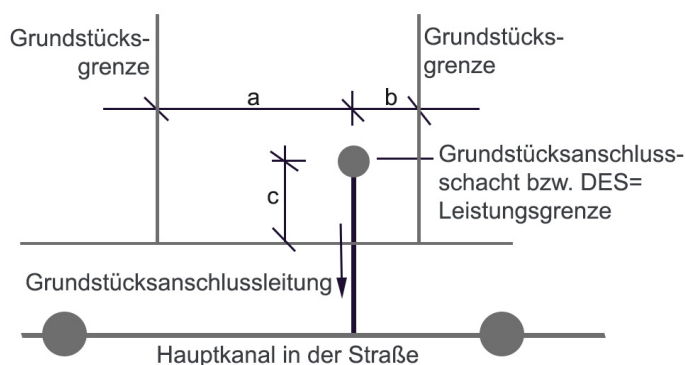 Grundstücks-
grenze
Grundstücks-
grenze
a
b
c
Grundstücksanschluss-
schacht bzw. DES=
Leistungsgrenze
Grundstücksanschlussleitung
Hauptkanal in der Straße